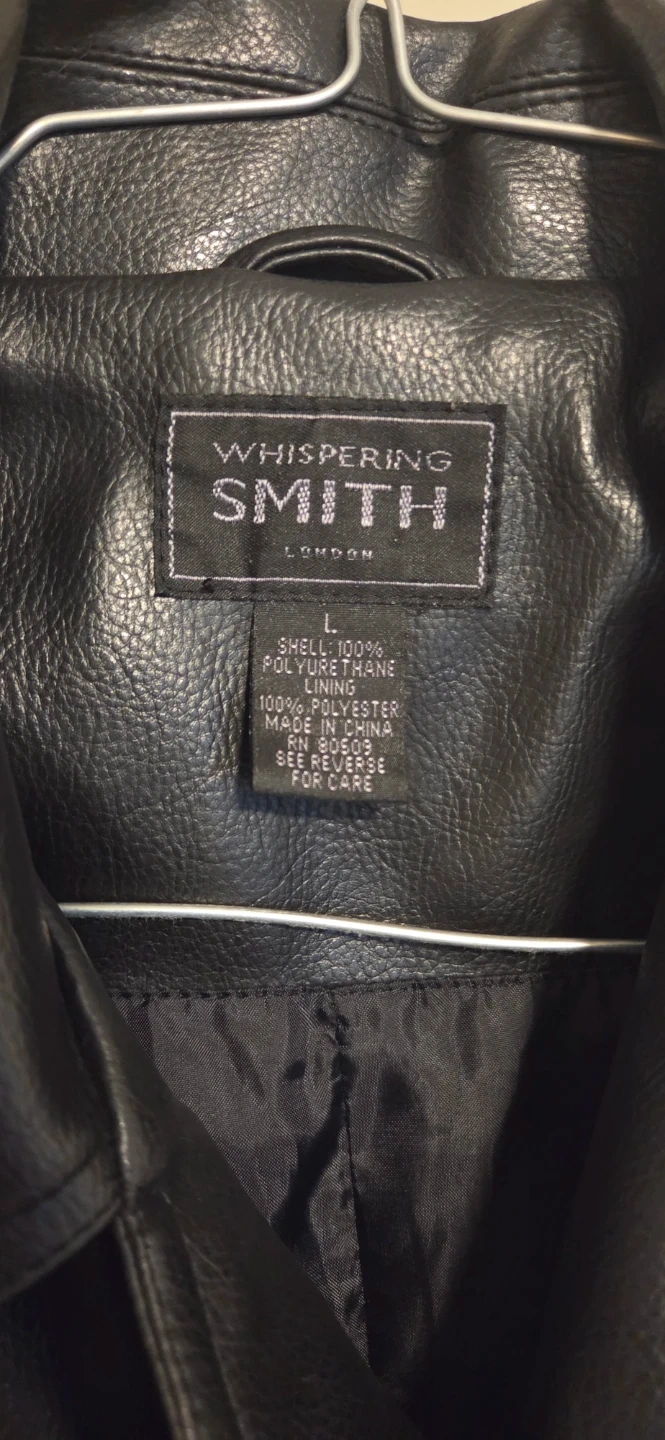 WHISPERING
SMITH
LONDON
L
SHELL: 100%
POLYURETHANE
LINING
100% POLYESTER
MADE IN CHINA
RN 80509
SEE REVERSE
FOR CARE